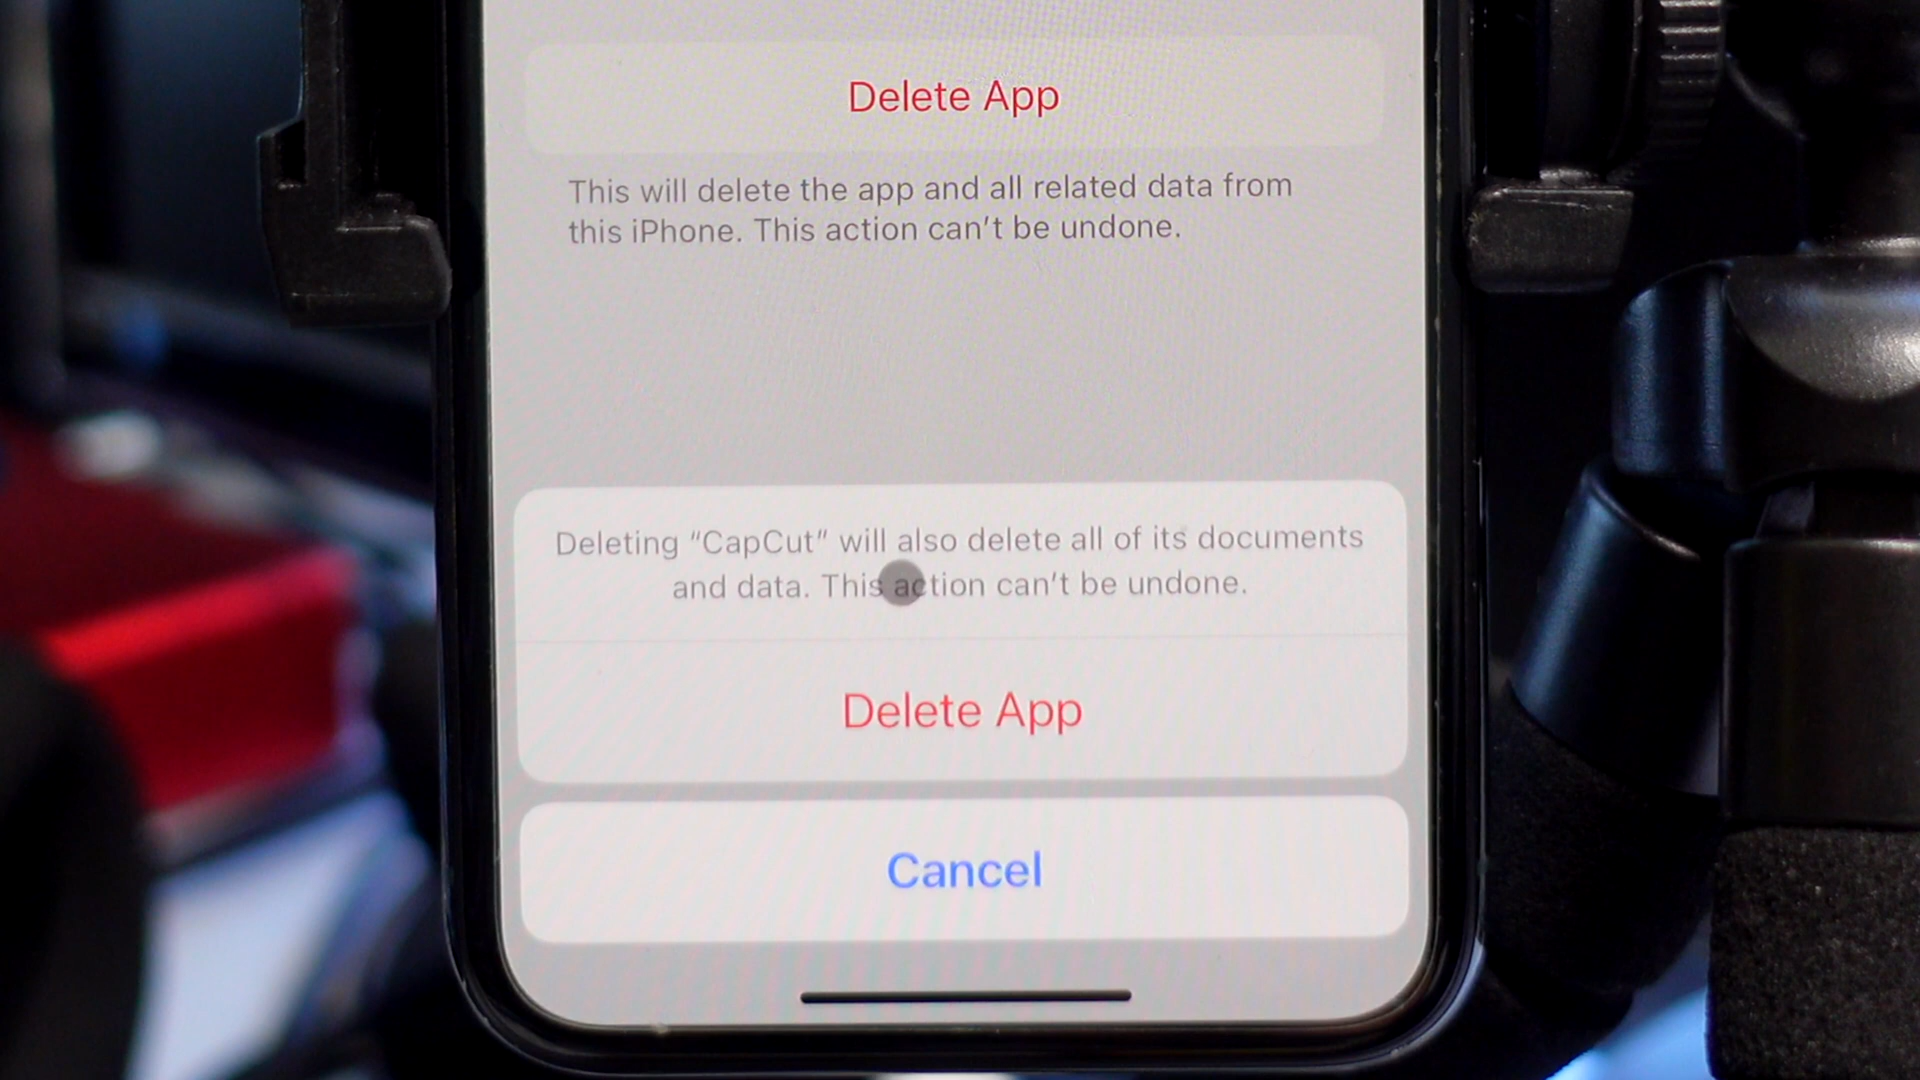 Delete App
This will delete the app and all related data from
this iPhone. This action can’t be undone.
Deleting “CapCut” will also delete all of its documents
and data. This action can’t be undone.
Delete App
Cancel